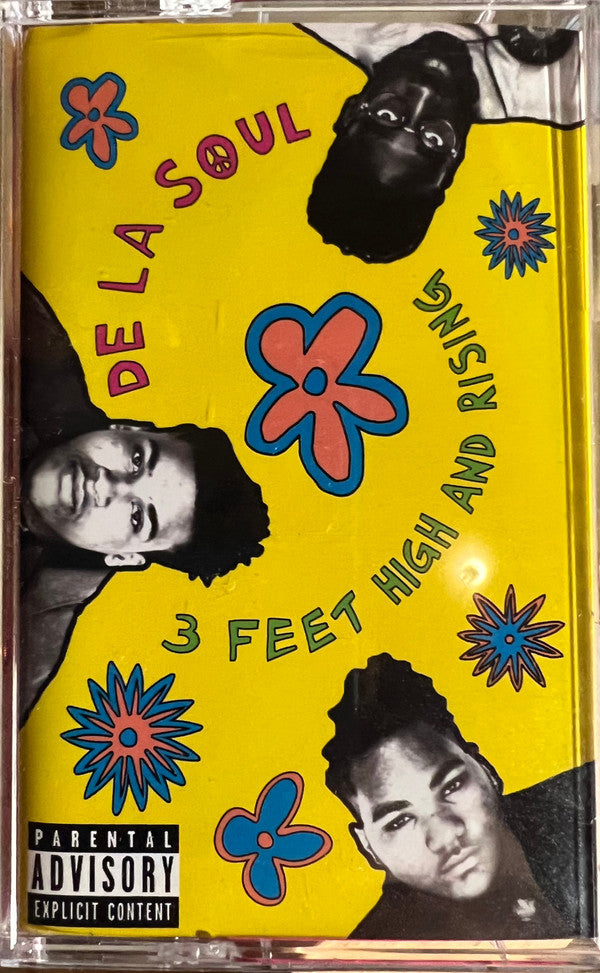 DE LA SOUL
3 FEET HIGH AND RISING
PARENTAL
ADVISORY
EXPLICIT CONTENT